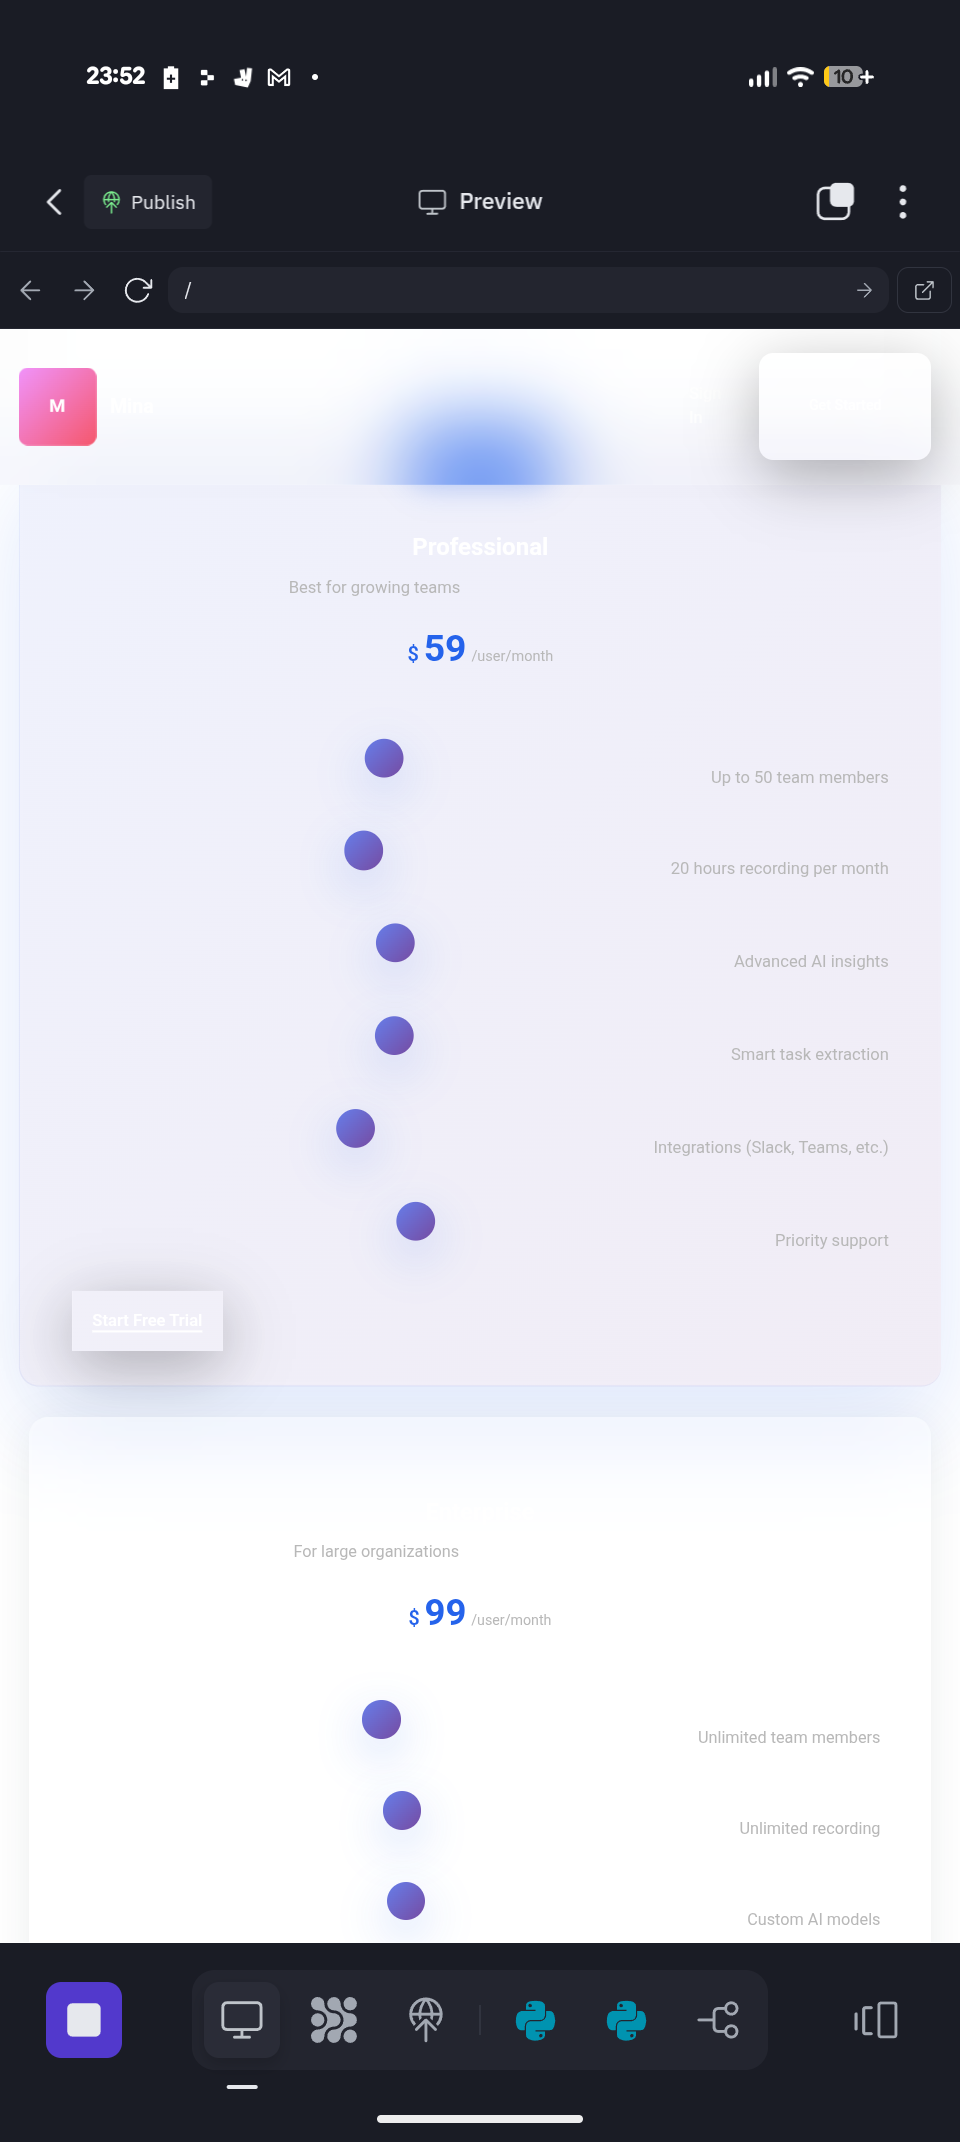 23:52
10+
Publish
Preview
/
M
Mina
In
Professional
Best for growing teams
$ 59 /user/month
Up to 50 team members
20 hours recording per month
Advanced AI insights
Smart task extraction
Integrations (Slack, Teams, etc.)
Priority support
Start Free Trial
For large organizations
$ 99 /user/month
Unlimited team members
Unlimited recording
Custom AI models